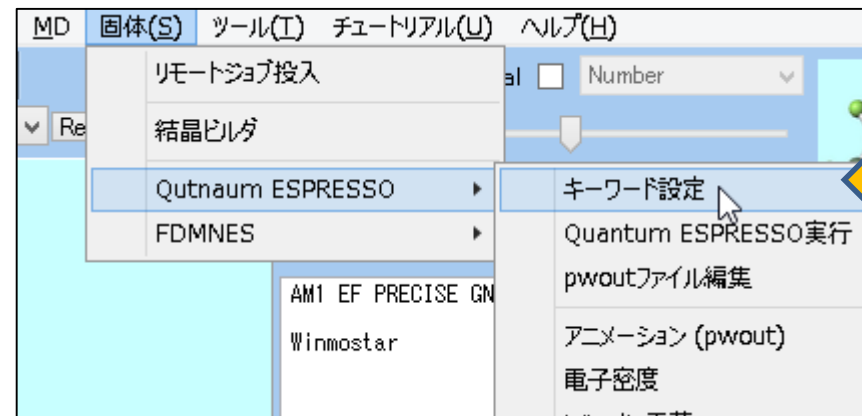 MD 固体(S) ツール(T) チュートリアル(U) ヘルプ(H)
リモートジョブ投入
al Number
Re
結晶ビルダ
Qutnaum ESPRESSO キーワード設定
FDMNES Quantum ESPRESSO実行
pwoutファイル編集
AM1 EF PRECISE GN
Winmostar アニメーション (pwout)
電子密度